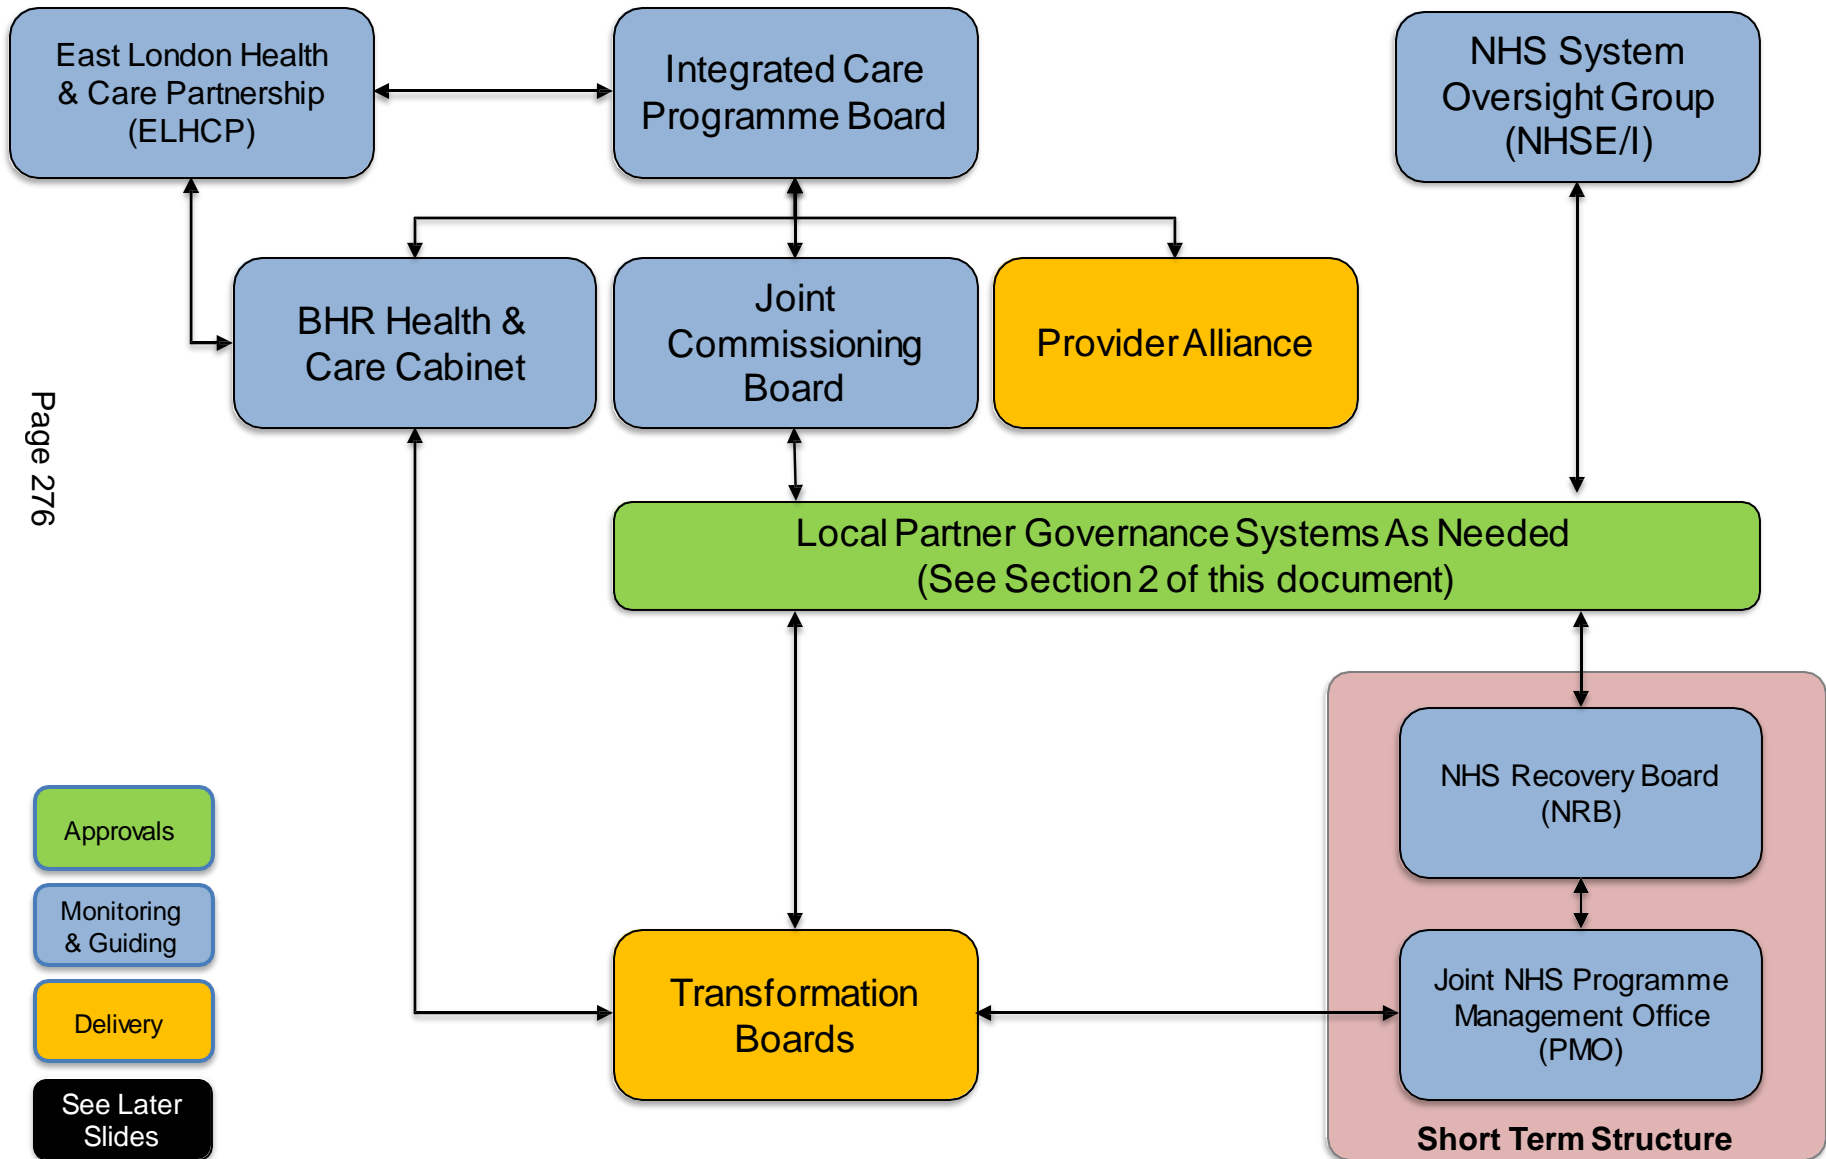 East London Health
& Care Partnership
(ELHCP)
Integrated Care
Programme Board
NHS System
Oversight Group
(NHSE/I)
BHR Health &
Care Cabinet
Joint
Commissioning
Board
Provider Alliance
Page 276
Local Partner Governance Systems As Needed
(See Section 2 of this document)
NHS Recovery Board
(NRB)
Approvals
Monitoring
& Guiding
Delivery
See Later
Slides
Transformation
Boards
Joint NHS Programme
Management Office
(PMO)
Short Term Structure